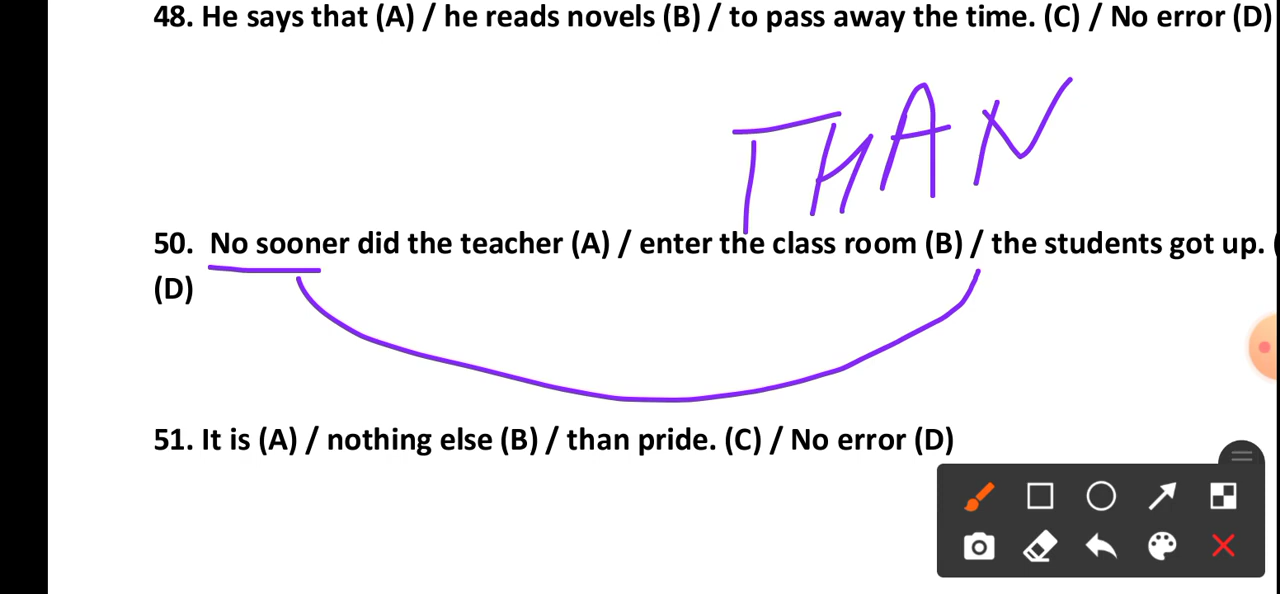 48. He says that (A) / he reads novels (B) / to pass away the time. (C) / No error (D)
THAN
50. No sooner did the teacher (A) / enter the class room (B) / the students got up. (
(D)
51. It is (A) / nothing else (B) / than pride. (C) / No error (D)